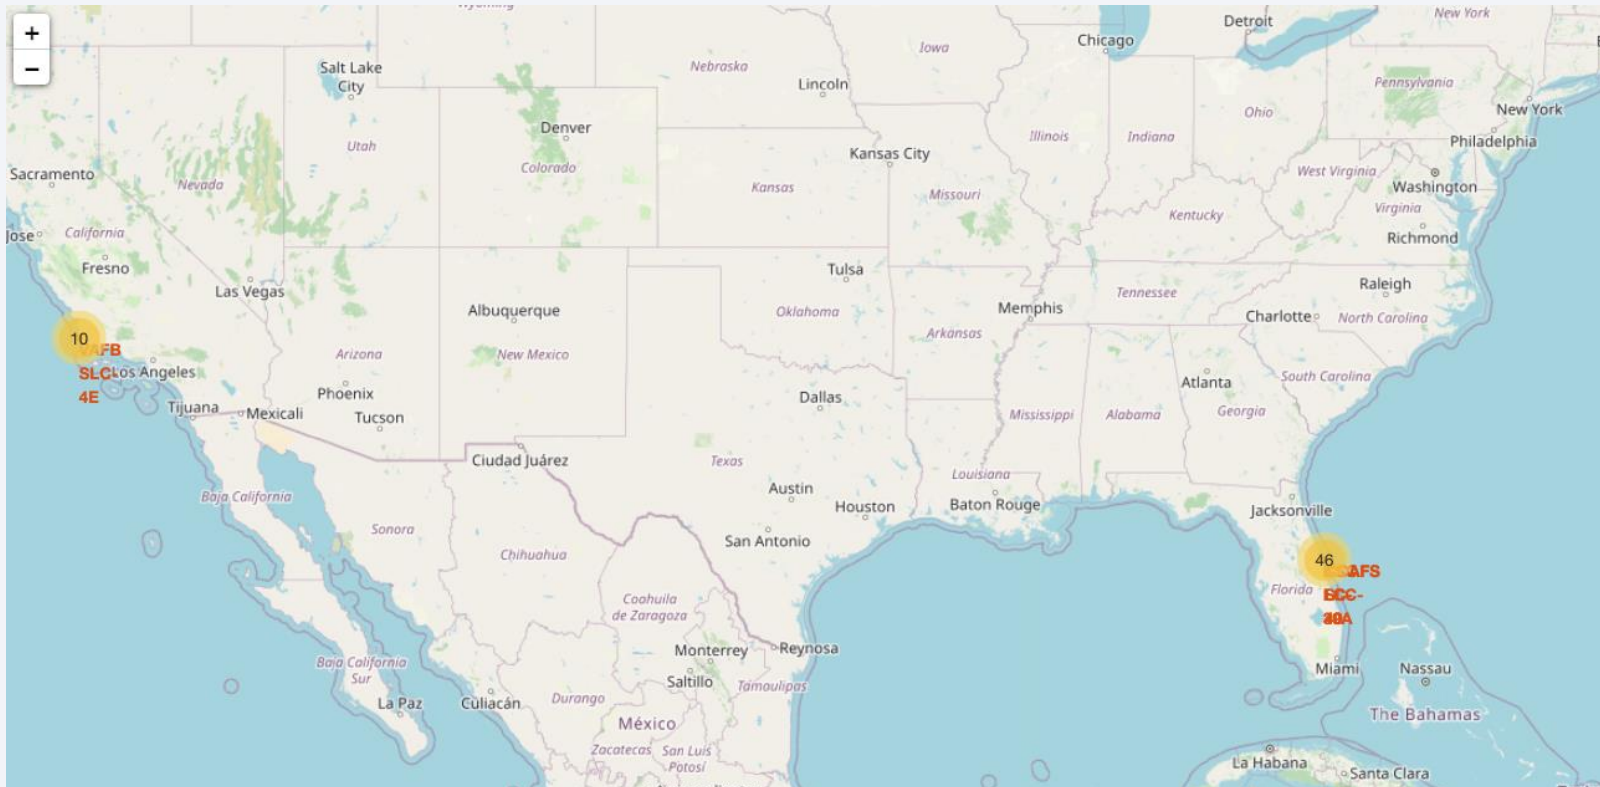 Wyoming
+
−
Detroit
New York
Chicago
Iowa
Salt Lake
City
Nebraska
Lincoln
Pennsylvania
New York
Ohio
Denver
Utah
Illinois
Indiana
Philadelphia
Kansas City
Colorado
Sacramento
West Virginia
Nevada
Kansas
Missouri
Washington
Kentucky
Virginia
California
Jose
Richmond
Fresno
Tulsa
Las Vegas
Raleigh
Tennessee
Albuquerque
Oklahoma
Memphis
Charlotte
North Carolina
Arkansas
10
VAFB
Arizona
New Mexico
SLC-
Los Angeles
South Carolina
Atlanta
4E
Phoenix
Dallas
Tijuana
Mexicali
Tucson
Mississippi
Alabama
Georgia
Ciudad Juárez
Texas
Louisiana
Baja California
Austin
Houston
Baton Rouge
Jacksonville
Sonora
San Antonio
Chihuahua
46
Florida
Coahuila
de Zaragoza
Monterrey
Reynosa
Baja California
Sur
Saltillo
Tamaulipas
Miami
Nassau
La Paz
Culiacán
Durango
México
The Bahamas
Zacatecas
San Luis
Potosí
La Habana
Santa Clara